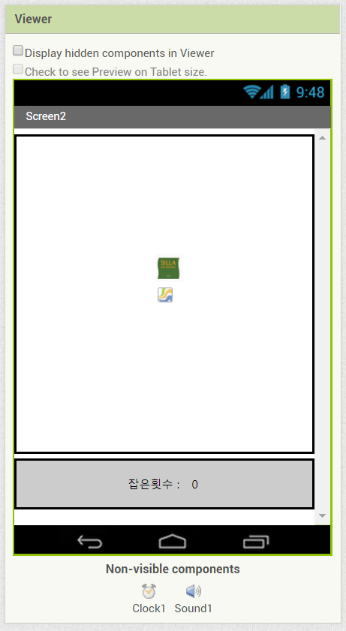 Viewer
Display hidden components in Viewer
Check to see Preview on Tablet size.
9:48
Screen2
잡은횟수 : 0
Non-visible components
Clock1 Sound1